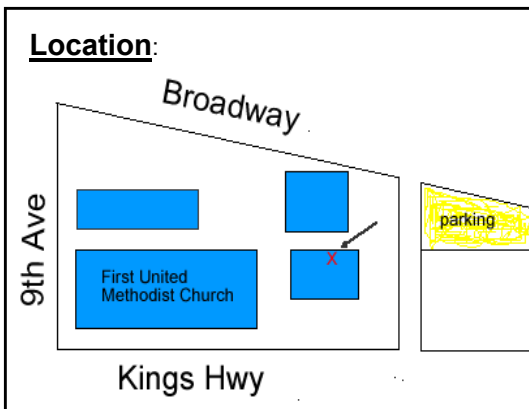 Location:
Broadway
9th Ave
parking
X
First United
Methodist Church
Kings Hwy